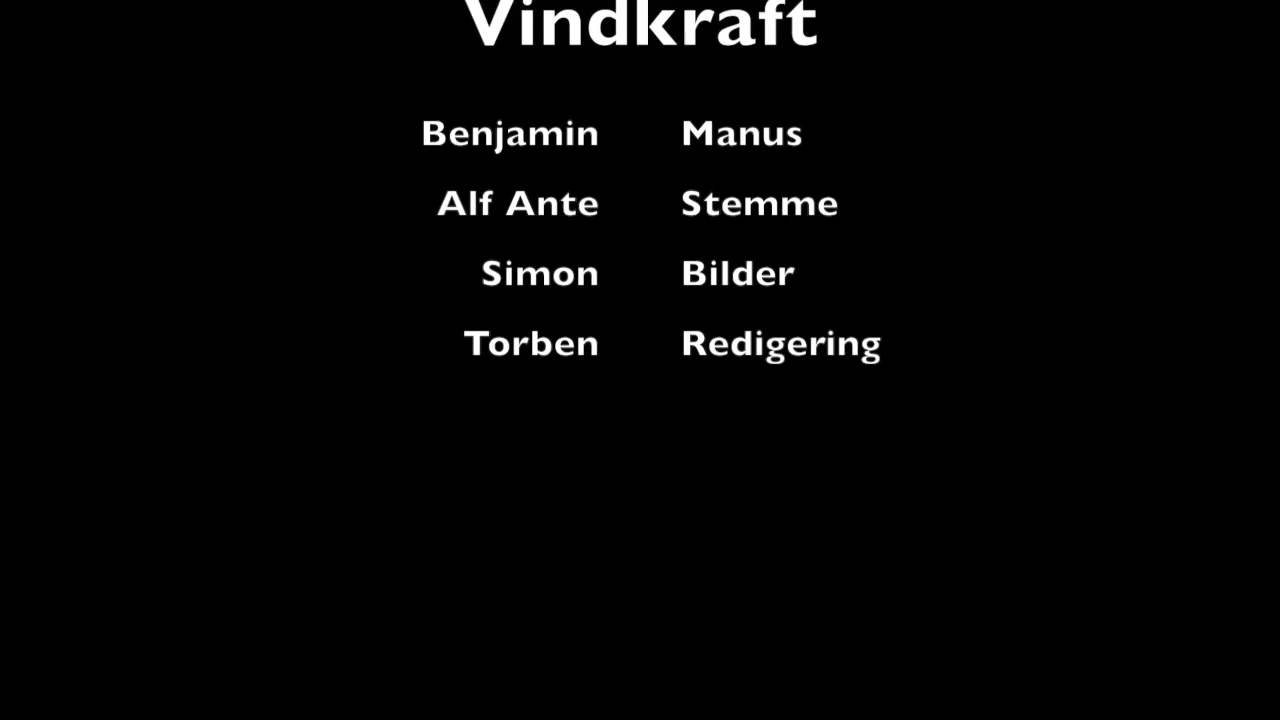 Vindkraft
Benjamin Manus
Alf Ante Stemme
Simon Bilder
Torben Redigering